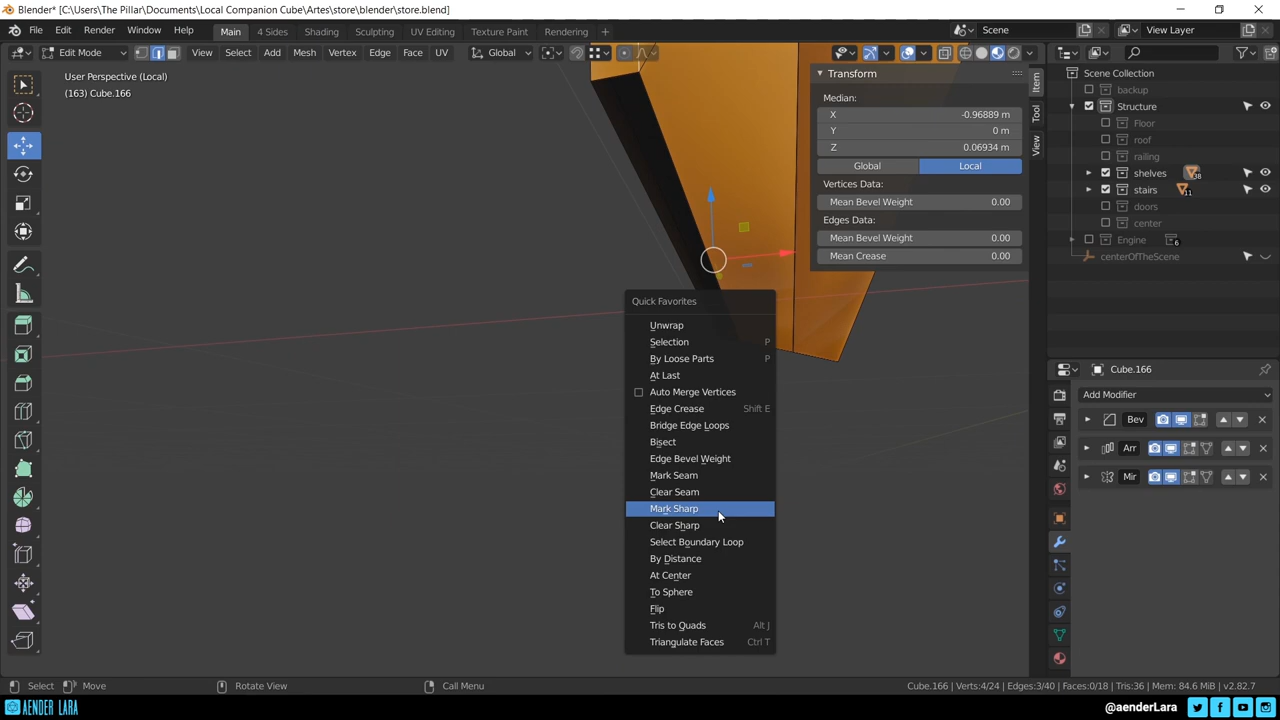 Blender* [C:\Users\The Pillar\Documents\Local Companion Cube\Artes\store\blender\store.blend]
File Edit Render Window Help Main 4 Sides Shading Sculpting UV Editing Texture Paint Rendering + Scene View Layer
Edit Mode View Select Add Mesh Vertex Edge Face UV Global
User Perspective (Local)
(163) Cube.166
Transform
Median:
X -0.96889 m
Y 0 m
Z 0.06934 m
Global Local
Vertices Data:
Mean Bevel Weight 0.00
Edges Data:
Mean Bevel Weight 0.00
Mean Crease 0.00
Item
Tool
View
Quick Favorites
Unwrap
Selection P
By Loose Parts P
At Last
Auto Merge Vertices
Edge Crease Shift E
Bridge Edge Loops
Bisect
Edge Bevel Weight
Mark Seam
Clear Seam
Mark Sharp
Clear Sharp
Select Boundary Loop
By Distance
At Center
To Sphere
Flip
Tris to Quads Alt J
Triangulate Faces Ctrl T
Scene Collection
backup
Structure
Floor
roof
railing
shelves 38
stairs 11
doors
center
Engine 6
centerOfTheScene
Cube.166
Add Modifier
Bev
Arr
Mir
Select Move Rotate View Call Menu Cube.166 | Verts:4/24 | Edges:3/40 | Faces:0/18 | Tris:36 | Mem: 84.6 MiB | v2.82.7
AENDER LARA @aenderLara